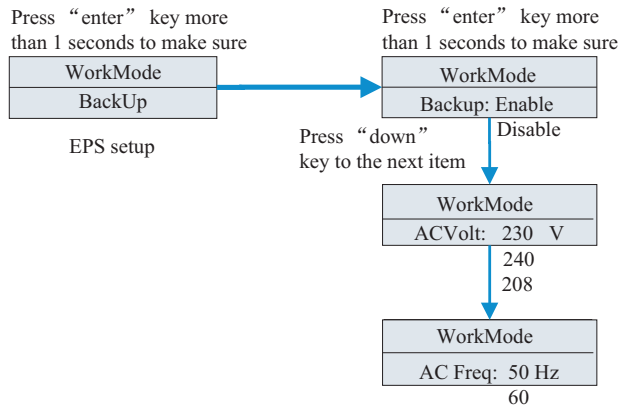 Press “enter” key more
than 1 seconds to make sure
WorkMode
BackUp
EPS setup
Press “enter” key more
than 1 seconds to make sure
WorkMode
Backup: Enable
Disable
Press “down”
key to the next item
WorkMode
ACVolt: 230 V
240
208
WorkMode
AC Freq: 50 Hz
60